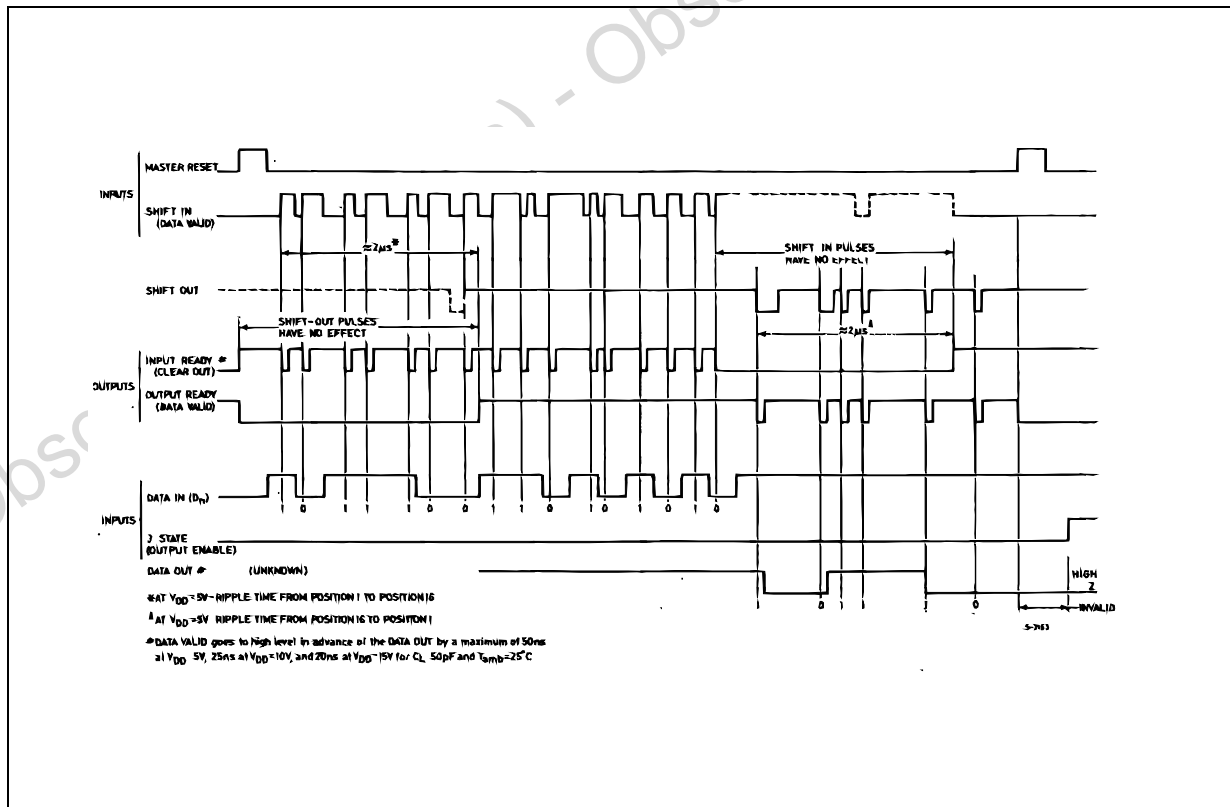 ) - Obs
Obsc
MASTER RESET
INPUTS
SHIFT IN
(DATA VALID)
≈2μs*
SHIFT IN PULSES
HAVE NO EFFECT
SHIFT OUT
SHIFT-OUT PULSES
HAVE NO EFFECT
≈2μs
INPUT READY #
(CLEAR OUT)
OUTPUTS
OUTPUT READY
(DATA VALID)
DATA IN (Dn)
1 0 1 1 1 0 0 1 1 0 1 0 1 0 1 0
INPUTS
3 STATE
(OUTPUT ENABLE)
DATA OUT # (UNKNOWN)
HIGH
Z
1 0 1 1 1 0
INVALID
*AT VDD=5V-RIPPLE TIME FROM POSITION 1 TO POSITION 16
AT VDD=5V RIPPLE TIME FROM POSITION 16 TO POSITION 1
#DATA VALID goes to high level in advance of the DATA OUT by a maximum of 50ns
at VDD 5V, 25ns at VDD=10V, and 20ns at VDD=15V for CL 50pF and Tamb=25°C